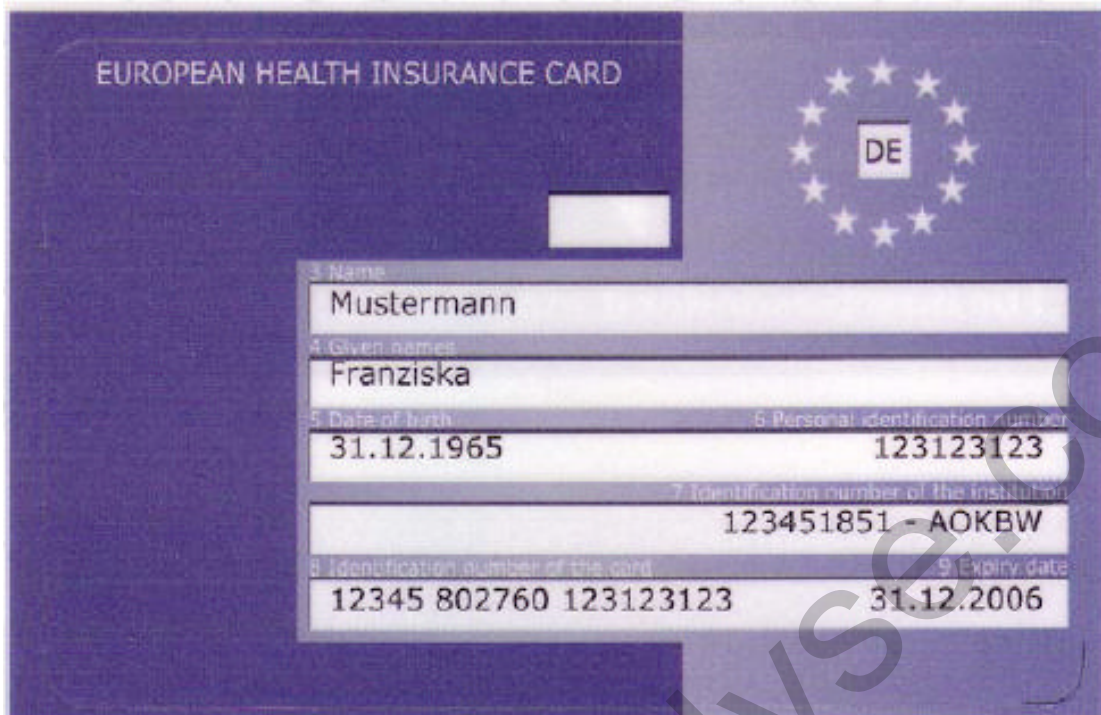 EUROPEAN HEALTH INSURANCE CARD
DE
3 Name
Mustermann
4 Given names
Franziska
5 Date of birth 6 Personal identification number
31.12.1965 123123123
7 Identification number of the institution
123451851 - AOKBW
8 Identification number of the card 9 Expiry date
12345 802760 123123123 31.12.2006